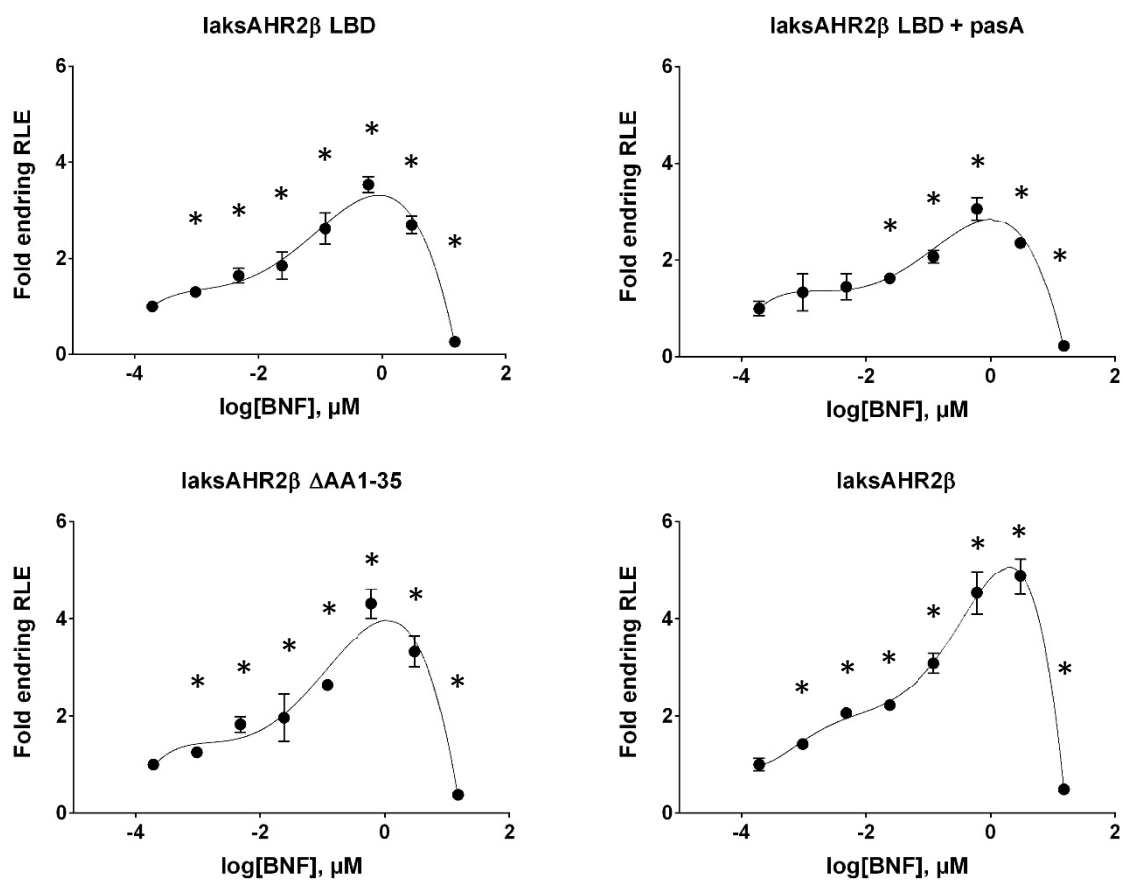 laksAHR2β LBD
Fold endring RLE
6
4
2
0
-4
-2
0
2
* * * * * * *
log[BNF], µM
laksAHR2β LBD + pasA
Fold endring RLE
6
4
2
0
-4
-2
0
2
* * * * *
log[BNF], µM
laksAHR2β ΔAA1-35
Fold endring RLE
6
4
2
0
-4
-2
0
2
* * * * * * *
log[BNF], µM
laksAHR2β
Fold endring RLE
6
4
2
0
-4
-2
0
2
* * * * * * *
log[BNF], µM